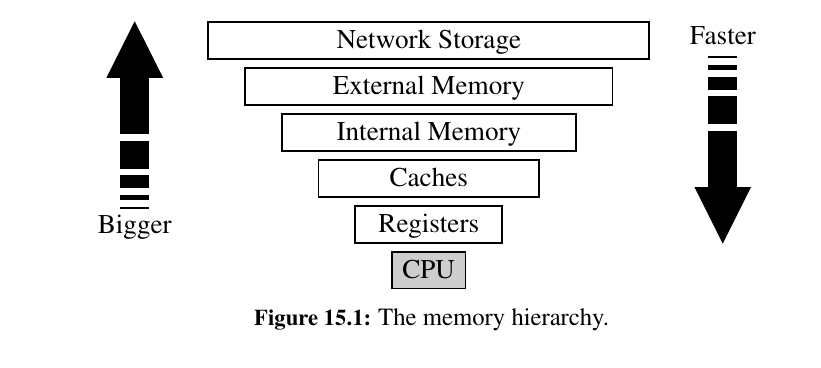 Network Storage
Faster
External Memory
Internal Memory
Caches
Registers
Bigger
CPU
Figure 15.1: The memory hierarchy.